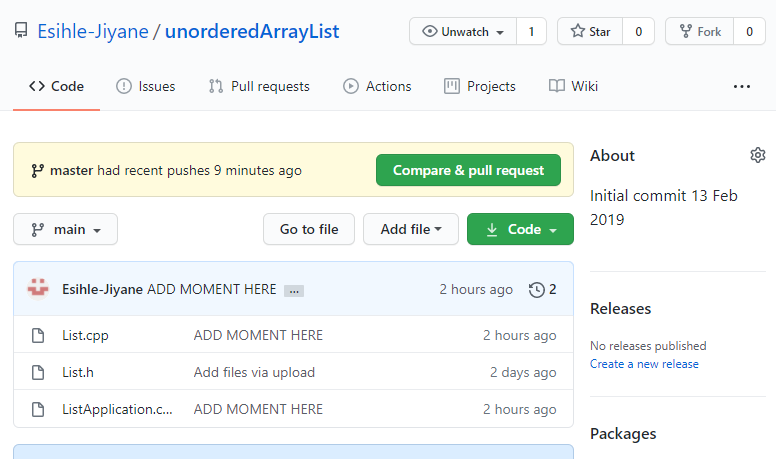 Esihle-Jiyane / unorderedArrayList
Unwatch 1 Star 0 Fork 0
Code Issues Pull requests Actions Projects Wiki ...
master had recent pushes 9 minutes ago Compare & pull request
main Go to file Add file Code
Esihle-Jiyane ADD MOMENT HERE ... 2 hours ago 2
List.cpp ADD MOMENT HERE 2 hours ago
List.h Add files via upload 2 days ago
ListApplication.c... ADD MOMENT HERE 2 hours ago
About
Initial commit 13 Feb
2019
Releases
No releases published
Create a new release
Packages